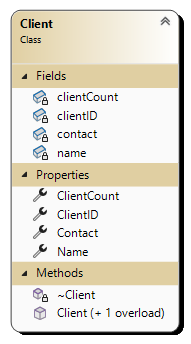 Client
Class
Fields
clientCount
clientID
contact
name
Properties
ClientCount
ClientID
Contact
Name
Methods
~Client
Client (+ 1 overload)